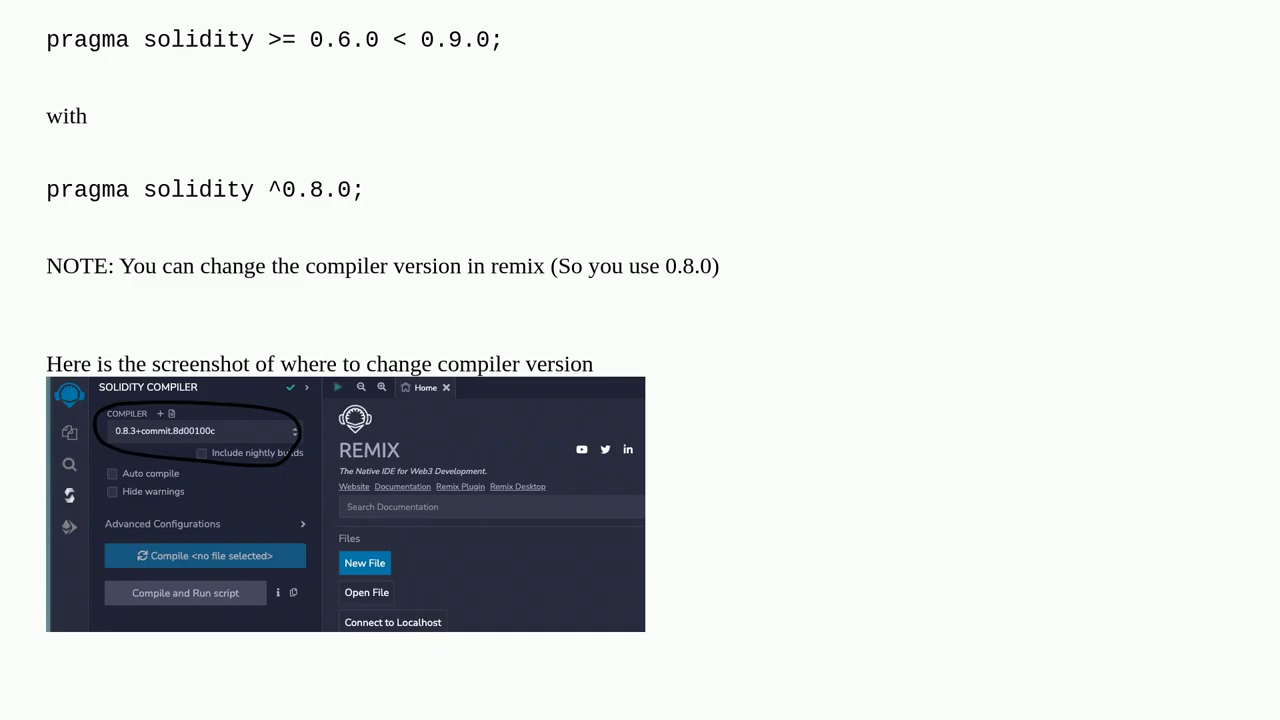 pragma solidity >= 0.6.0 < 0.9.0;
with
pragma solidity ^0.8.0;
NOTE: You can change the compiler version in remix (So you use 0.8.0)
Here is the screenshot of where to change compiler version
SOLIDITY COMPILER
COMPILER
0.8.3+commit.8d00100c
Include nightly builds
Auto compile
Hide warnings
Advanced Configurations
Compile <no file selected>
Compile and Run script
Home
REMIX
The Native IDE for Web3 Development.
Website Documentation Remix Plugin Remix Desktop
Search Documentation
Files
New File
Open File
Connect to Localhost